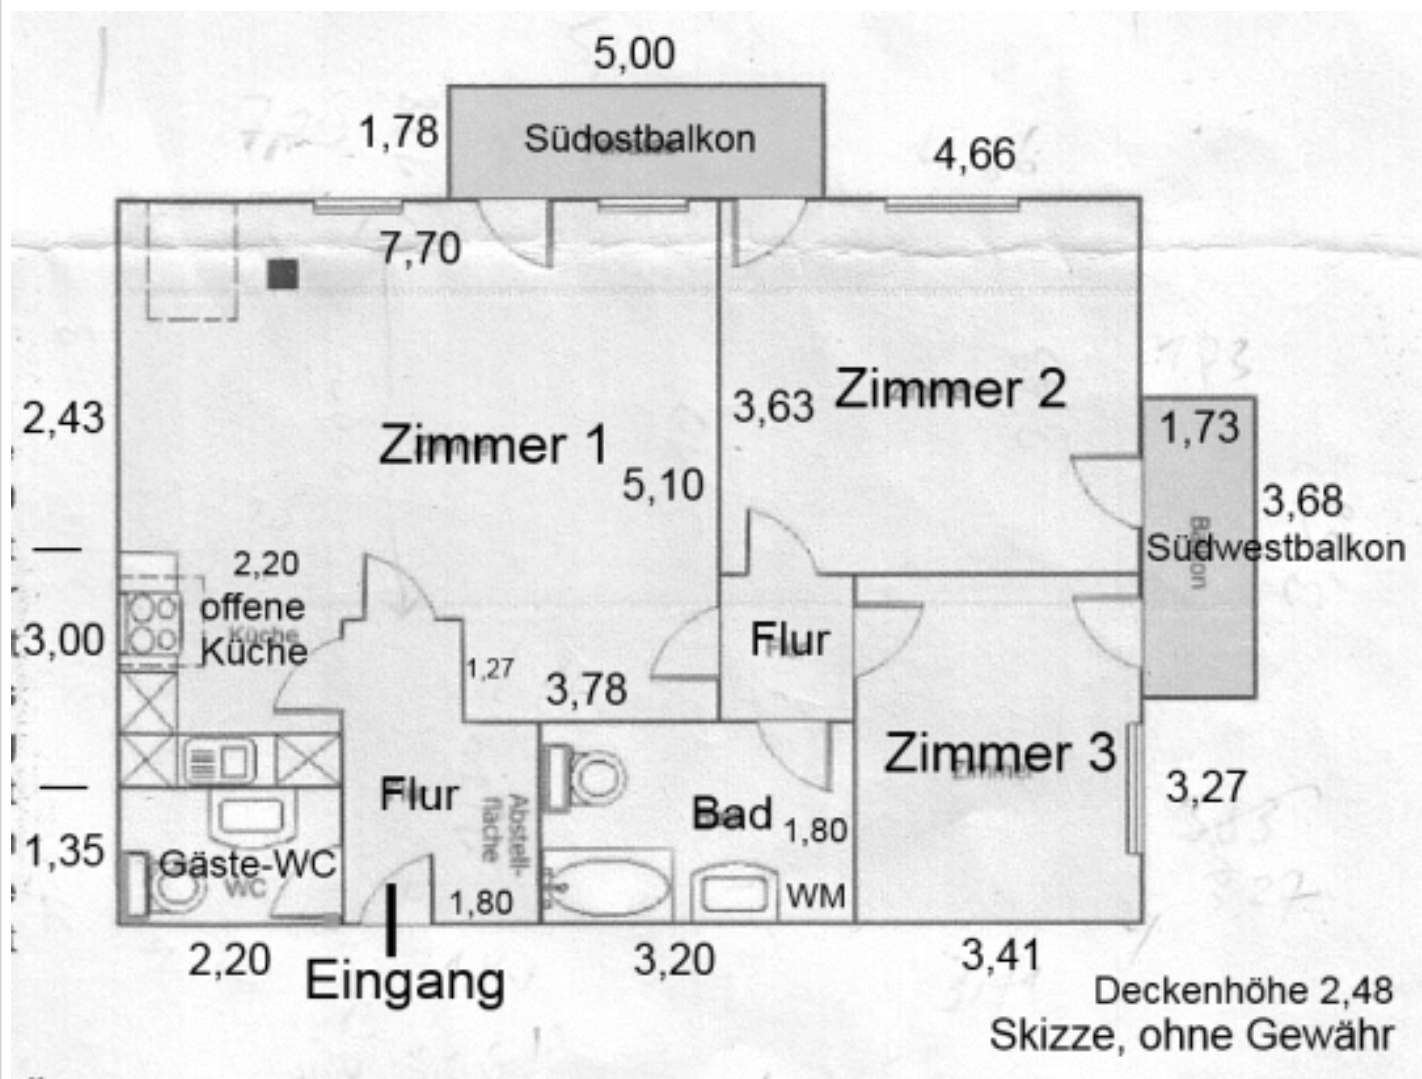 5,00
1,78
Südostbalkon
4,66
7,70
Zimmer 2
3,63
2,43
Zimmer 1
1,73
5,10
3,68
Südwestbalkon
2,20
offene
Küche
3,00
Flur
1,27
3,78
Zimmer 3
3,27
Flur
Abstell-
fläche
Bad
1,80
1,35
Gäste-WC
WC
WM
1,80
2,20
Eingang
3,20
3,41
Deckenhöhe 2,48
Skizze, ohne Gewähr